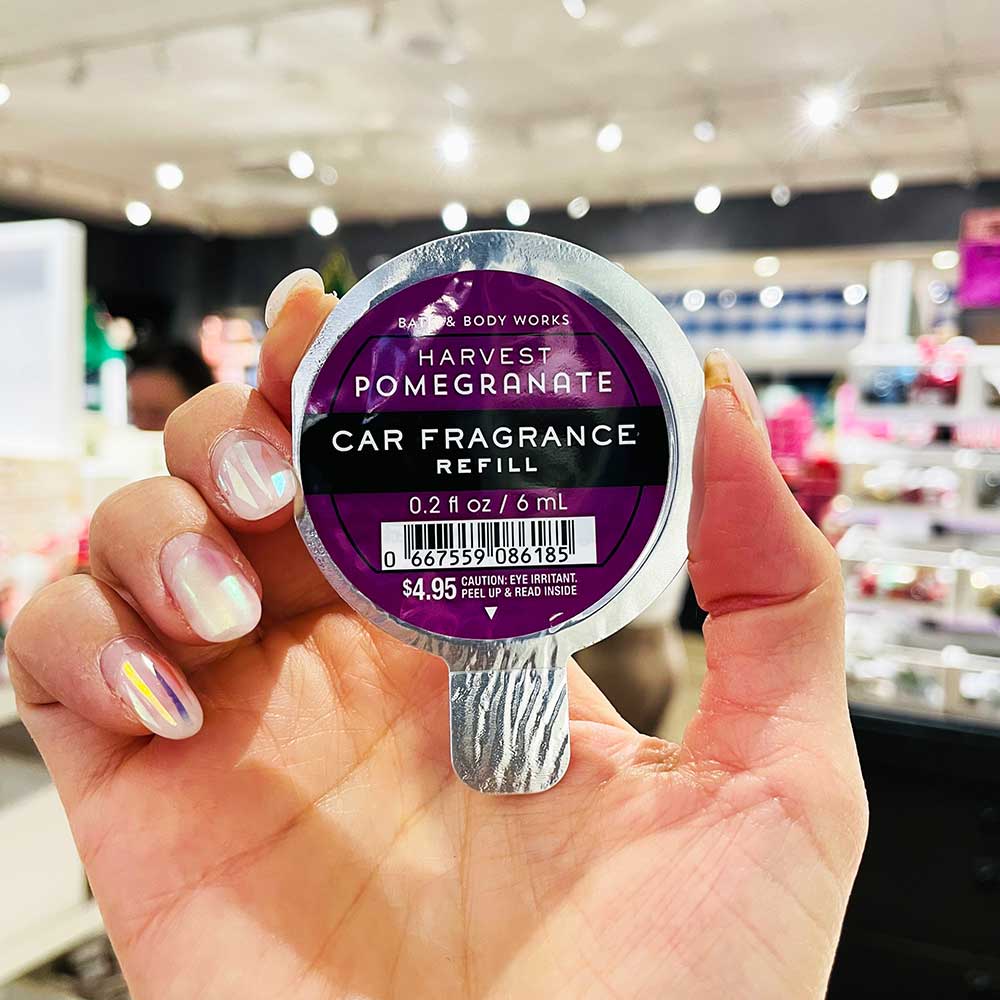 BATH & BODY WORKS
HARVEST
POMEGRANATE
CAR FRAGRANCE
REFILL
0.2 fl oz / 6 mL
0 667559 086185
$4.95 CAUTION: EYE IRRITANT.
PEEL UP & READ INSIDE